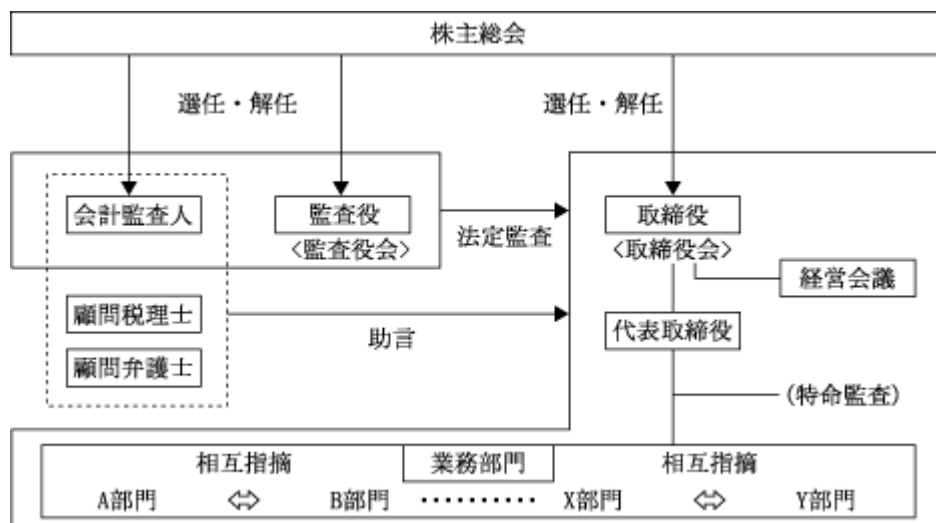 株主総会
選任・解任
選任・解任
会計監査人
監査役
<監査役会>
法定監査
取締役
<取締役会>
経営会議
顧問税理士
顧問弁護士
助言
代表取締役
(特命監査)
相互指摘
業務部門
相互指摘
A部門 ⇔ B部門 ・・・・・・・・・・ X部門 ⇔ Y部門